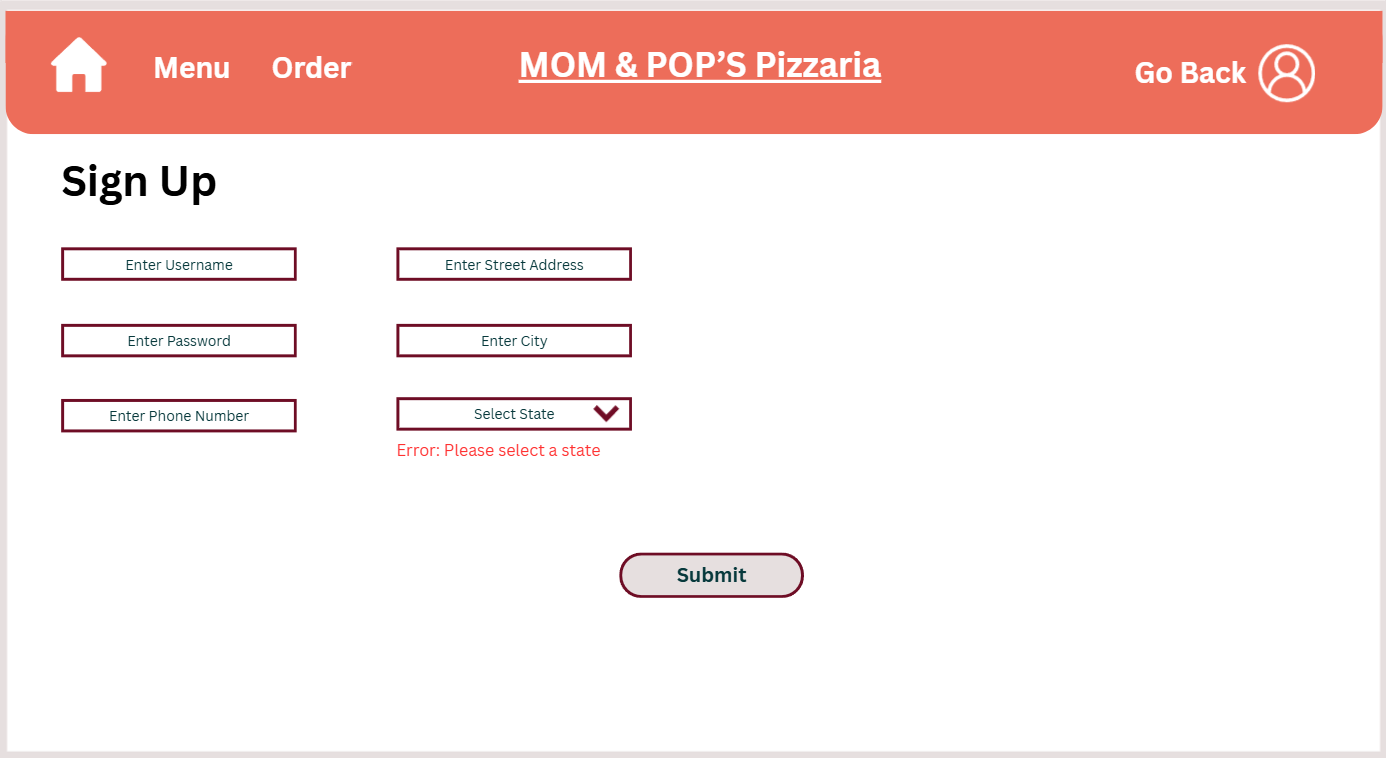 Menu
Order
MOM & POP’S Pizzaria
Go Back
Sign Up
Enter Username
Enter Street Address
Enter Password
Enter City
Enter Phone Number
Select State
Error: Please select a state
Submit